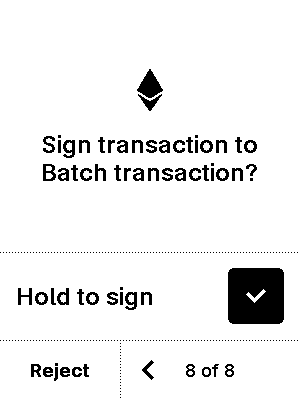 Sign transaction to
Batch transaction?
Hold to sign
Reject
8 of 8